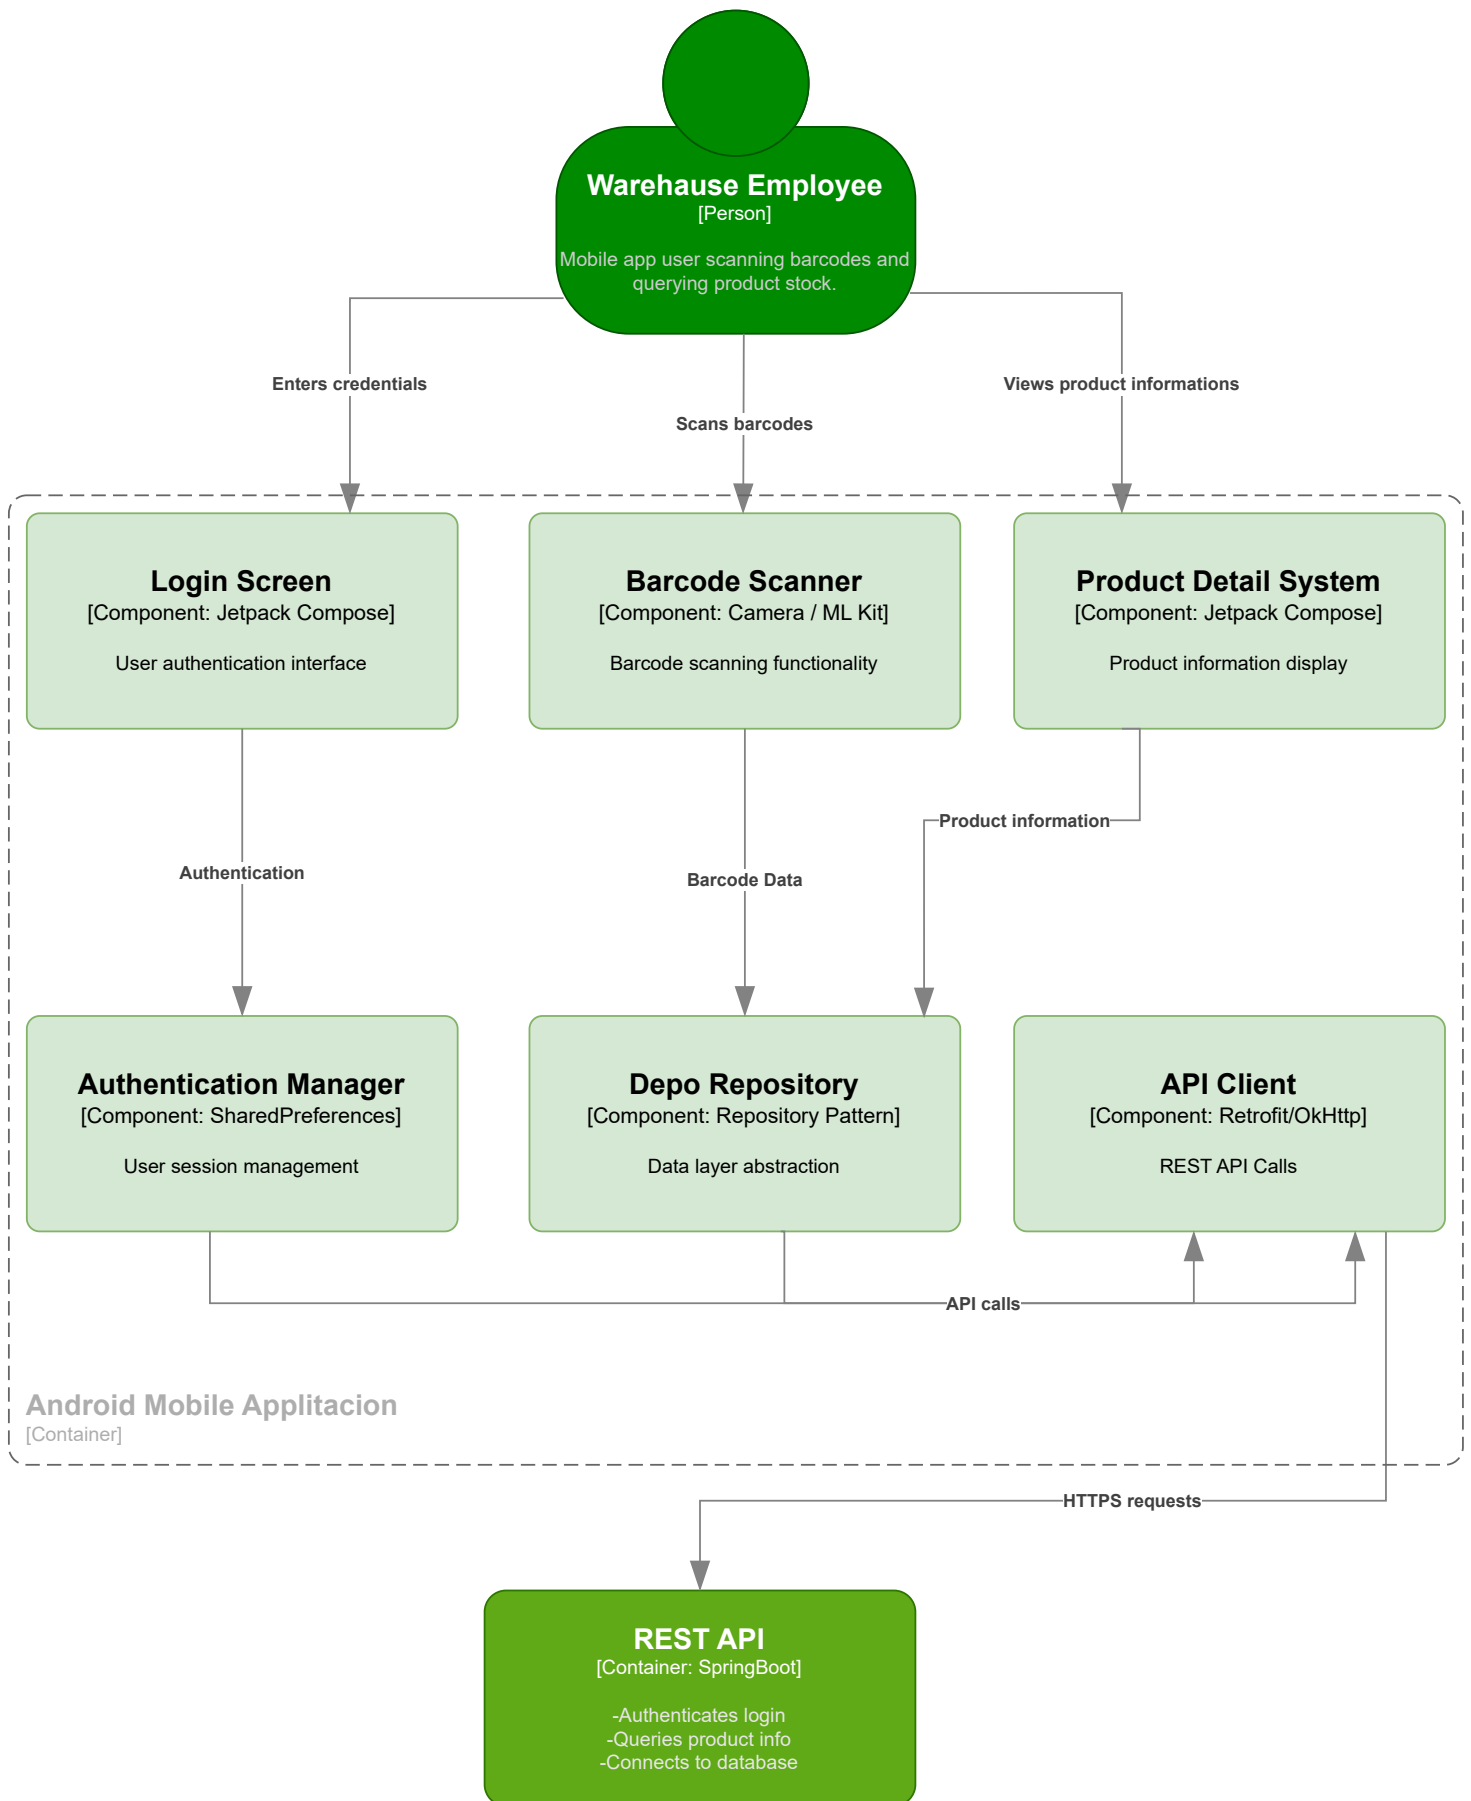 Warehause Employee
[Person]
Mobile app user scanning barcodes and
querying product stock.
Enters credentials
Scans barcodes
Views product informations
Login Screen
[Component: Jetpack Compose]
User authentication interface
Barcode Scanner
[Component: Camera / ML Kit]
Barcode scanning functionality
Product Detail System
[Component: Jetpack Compose]
Product information display
Authentication
Barcode Data
Product information
Authentication Manager
[Component: SharedPreferences]
User session management
Depo Repository
[Component: Repository Pattern]
Data layer abstraction
API Client
[Component: Retrofit/OkHttp]
REST API Calls
API calls
Android Mobile Applitacion
[Container]
HTTPS requests
REST API
[Container: SpringBoot]
-Authenticates login
-Queries product info
-Connects to database